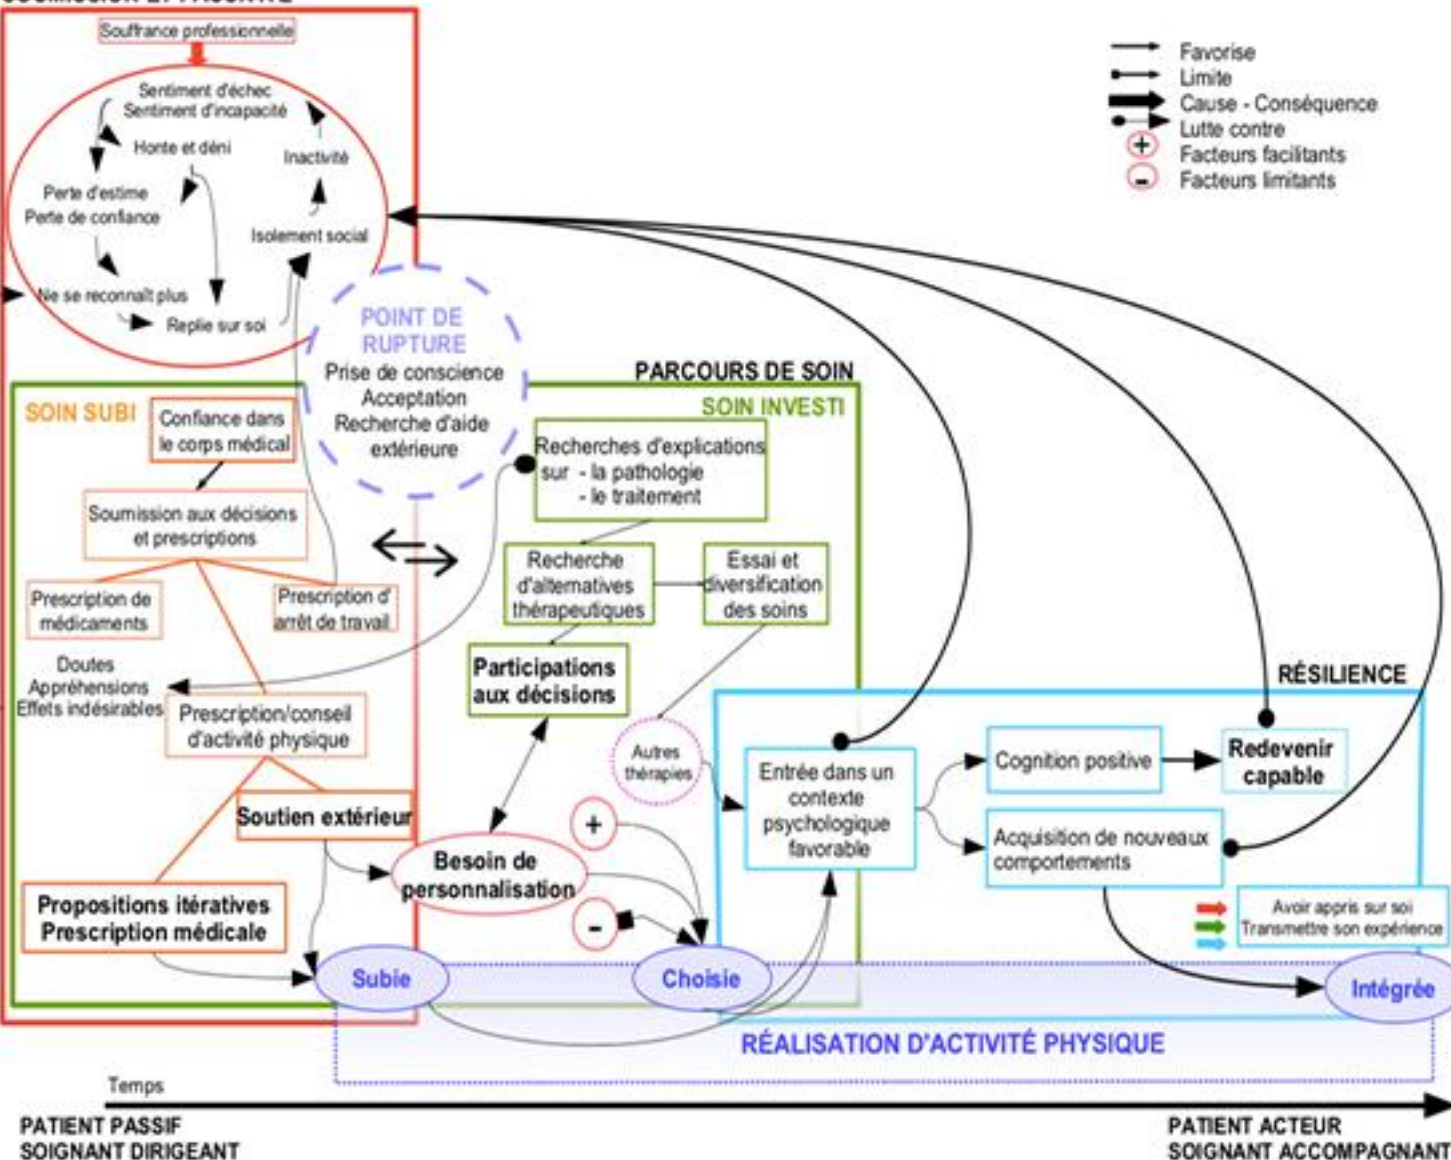 Souffrance professionnelle
Sentiment d'échec
Sentiment d'incapacité
Honte et déni
Inactivité
Perte d'estime
Perte de confiance
Isolement social
Ne se reconnaît plus
Replie sur soi
Favorise
Limite
Cause - Conséquence
Lutte contre
+ Facteurs facilitants
- Facteurs limitants
POINT DE
RUPTURE
Prise de conscience
Acceptation
Recherche d'aide
extérieure
PARCOURS DE SOIN
SOIN SUBI
SOIN INVESTI
Confiance dans
le corps médical
Soumission aux décisions
et prescriptions
Prescription de
médicaments
Prescription d'
arrêt de travail
Doutes
Appréhensions
Effets indésirables
Prescription/conseil
d'activité physique
Soutien extérieur
Propositions itératives
Prescription médicale
Recherches d'explications
sur - la pathologie
- le traitement
Recherche
d'alternatives
thérapeutiques
Essai et
diversification
des soins
Participations
aux décisions
Autres
thérapies
Besoin de
personnalisation
+
-
RÉSILIENCE
Entrée dans un
contexte
psychologique
favorable
Cognition positive
Redevenir
capable
Acquisition de nouveaux
comportements
Avoir appris sur soi
Transmettre son expérience
Subie
Choisie
Intégrée
RÉALISATION D'ACTIVITÉ PHYSIQUE
Temps
PATIENT PASSIF
SOIGNANT DIRIGEANT
PATIENT ACTEUR
SOIGNANT ACCOMPAGNANT